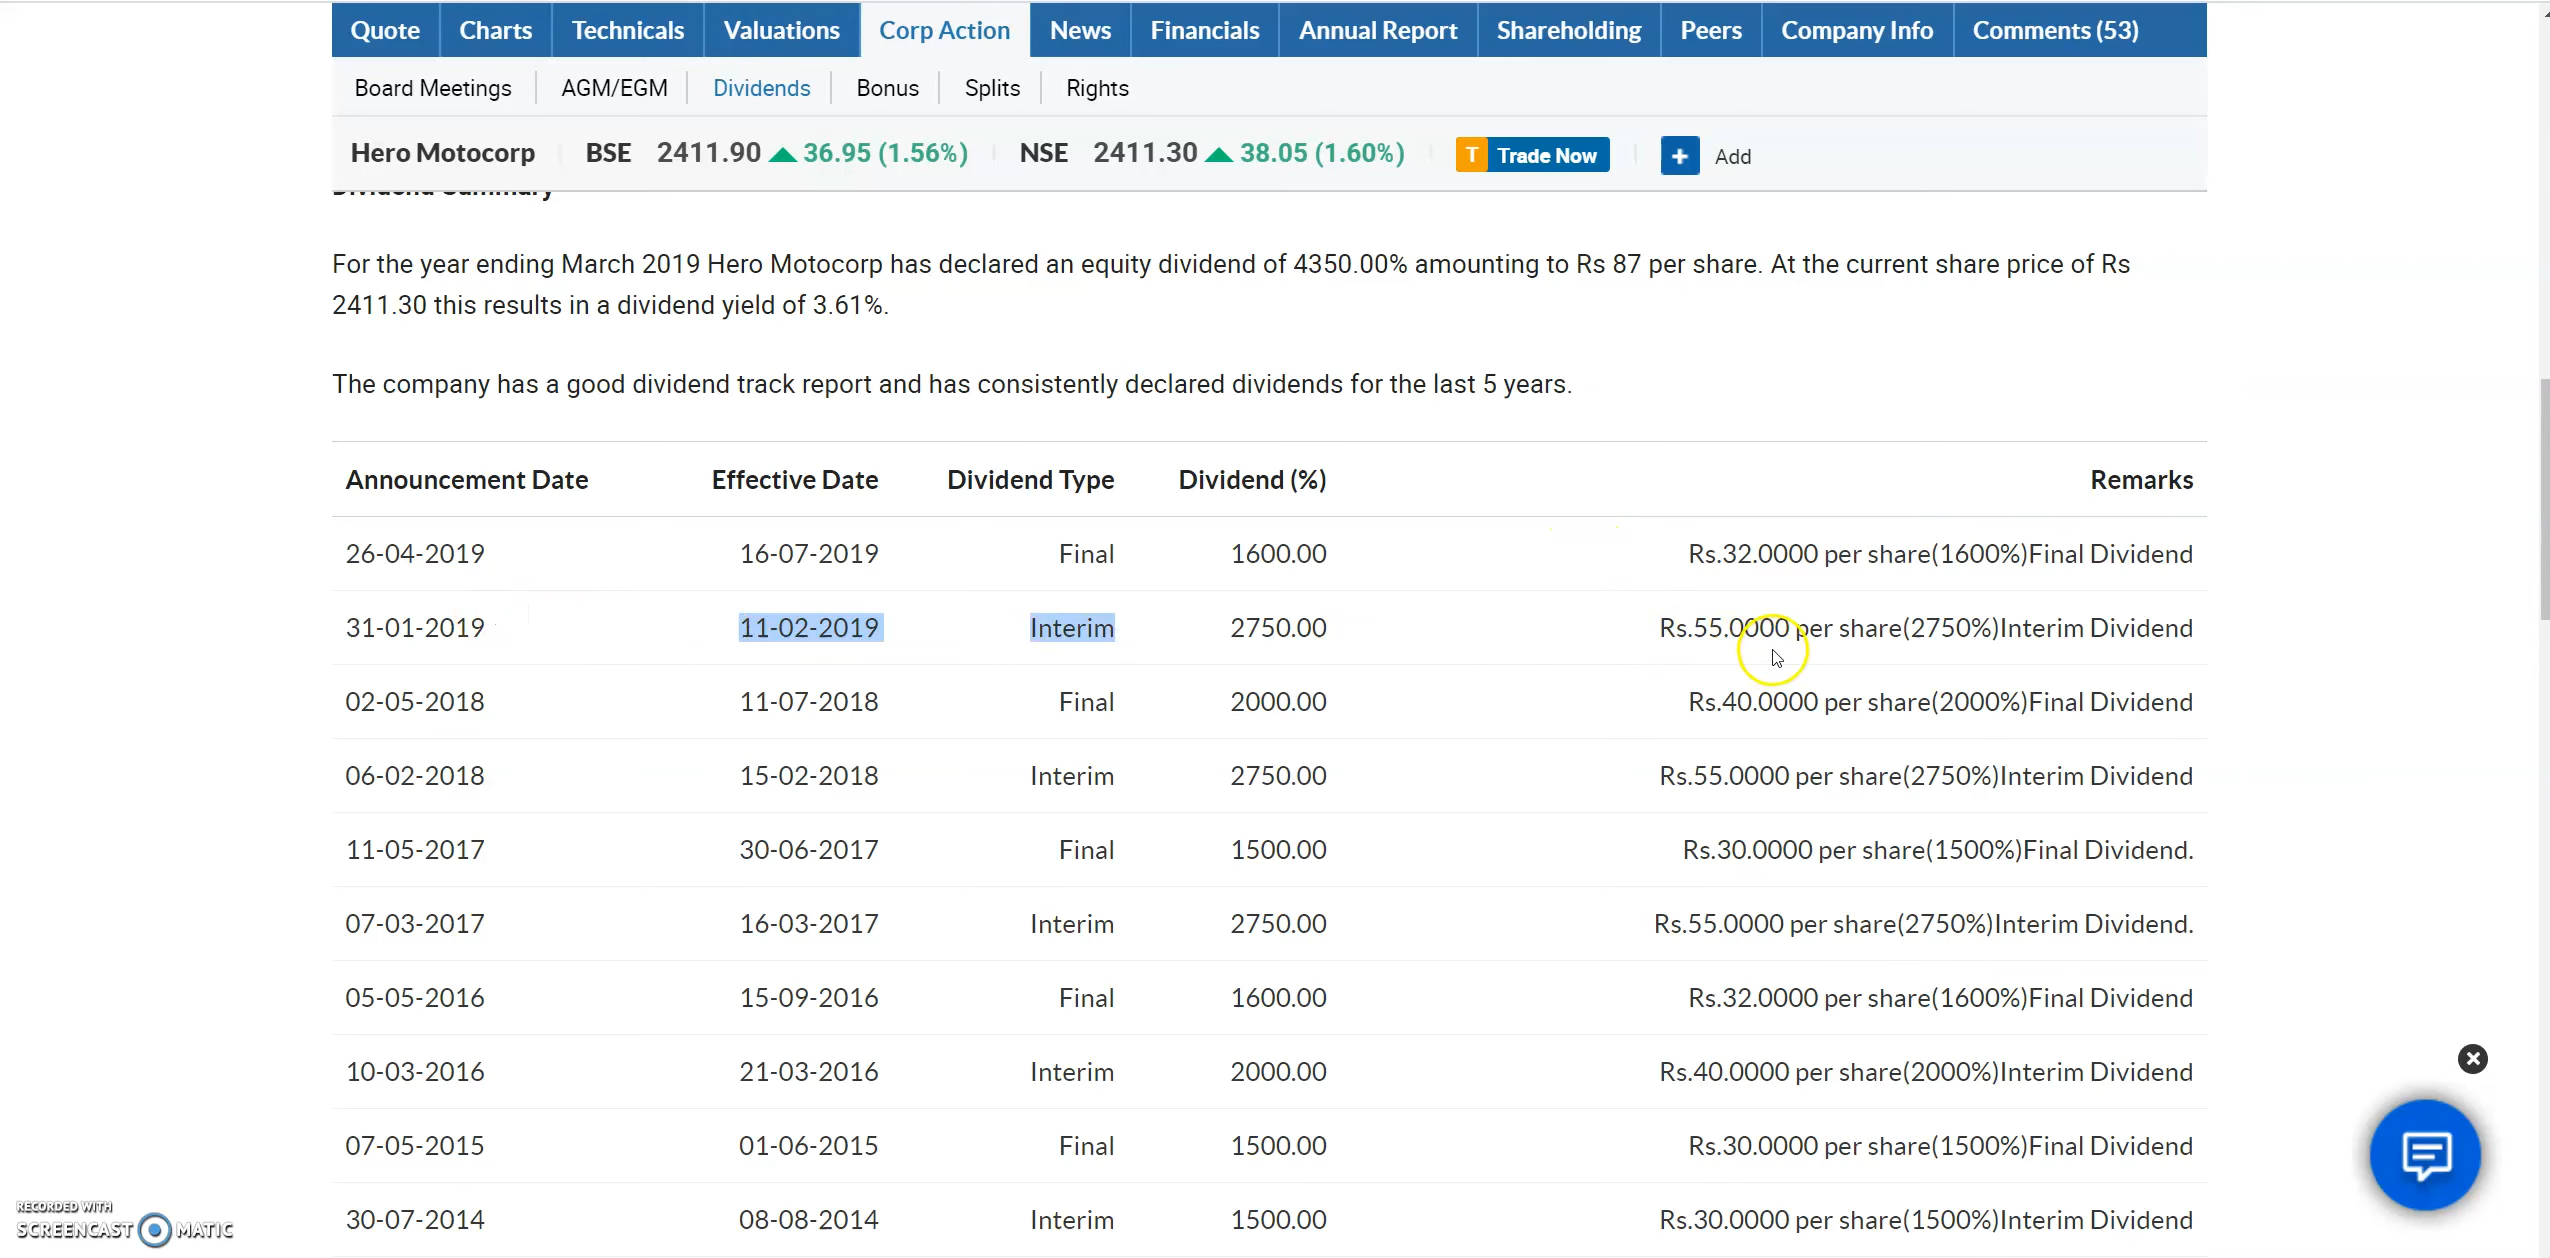 Quote Charts Technicals Valuations Corp Action News Financials Annual Report Shareholding Peers Company Info Comments (53)
Board Meetings AGM/EGM Dividends Bonus Splits Rights
Hero Motocorp BSE 2411.90 36.95 (1.56%) NSE 2411.30 38.05 (1.60%) T Trade Now + Add
Dividend Summary
For the year ending March 2019 Hero Motocorp has declared an equity dividend of 4350.00% amounting to Rs 87 per share. At the current share price of Rs
2411.30 this results in a dividend yield of 3.61%.
The company has a good dividend track report and has consistently declared dividends for the last 5 years.
Announcement Date Effective Date Dividend Type Dividend (%) Remarks
26-04-2019 16-07-2019 Final 1600.00 Rs.32.0000 per share(1600%)Final Dividend
31-01-2019 11-02-2019 Interim 2750.00 Rs.55.0000 per share(2750%)Interim Dividend
02-05-2018 11-07-2018 Final 2000.00 Rs.40.0000 per share(2000%)Final Dividend
06-02-2018 15-02-2018 Interim 2750.00 Rs.55.0000 per share(2750%)Interim Dividend
11-05-2017 30-06-2017 Final 1500.00 Rs.30.0000 per share(1500%)Final Dividend.
07-03-2017 16-03-2017 Interim 2750.00 Rs.55.0000 per share(2750%)Interim Dividend.
05-05-2016 15-09-2016 Final 1600.00 Rs.32.0000 per share(1600%)Final Dividend
10-03-2016 21-03-2016 Interim 2000.00 Rs.40.0000 per share(2000%)Interim Dividend
07-05-2015 01-06-2015 Final 1500.00 Rs.30.0000 per share(1500%)Final Dividend
30-07-2014 08-08-2014 Interim 1500.00 Rs.30.0000 per share(1500%)Interim Dividend
RECORDED WITH
SCREENCAST MATIC